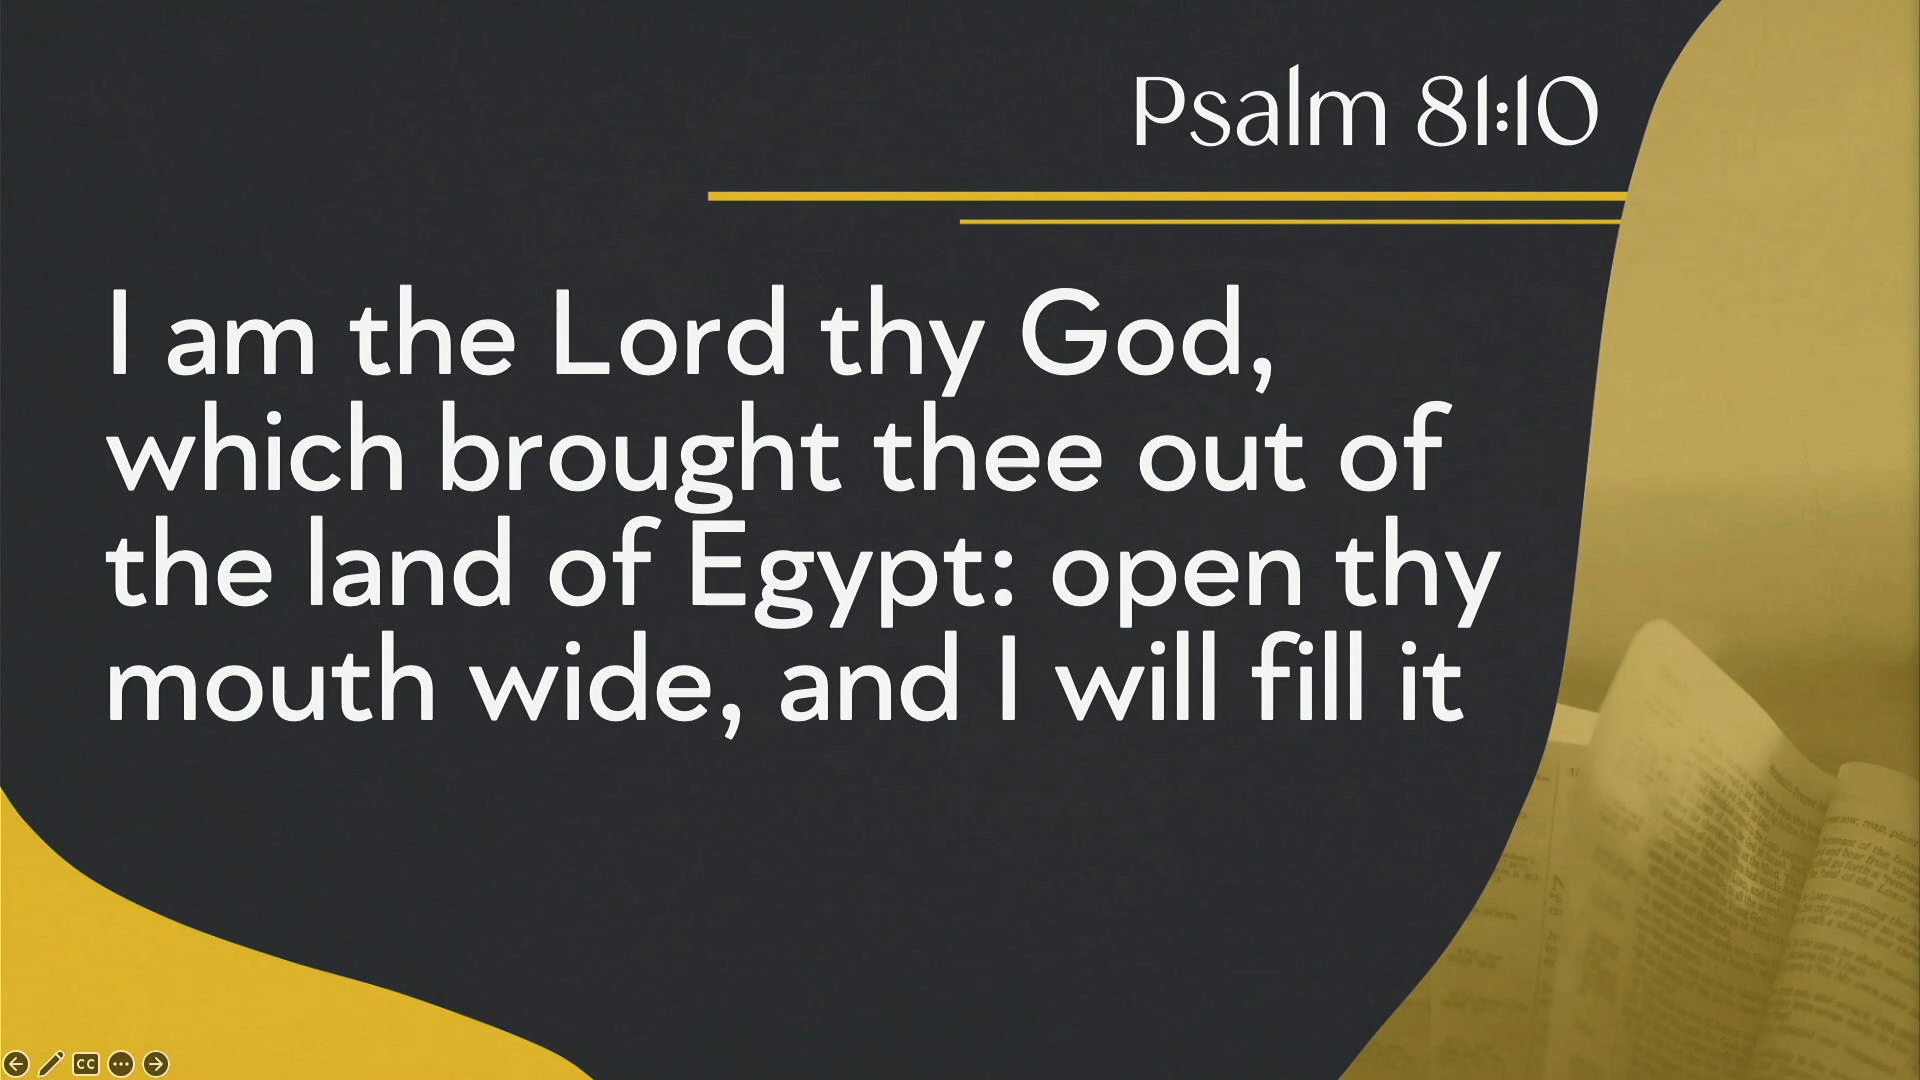 Psalm 81:10
I am the Lord thy God,
which brought thee out of
the land of Egypt: open thy
mouth wide, and I will fill it
CC